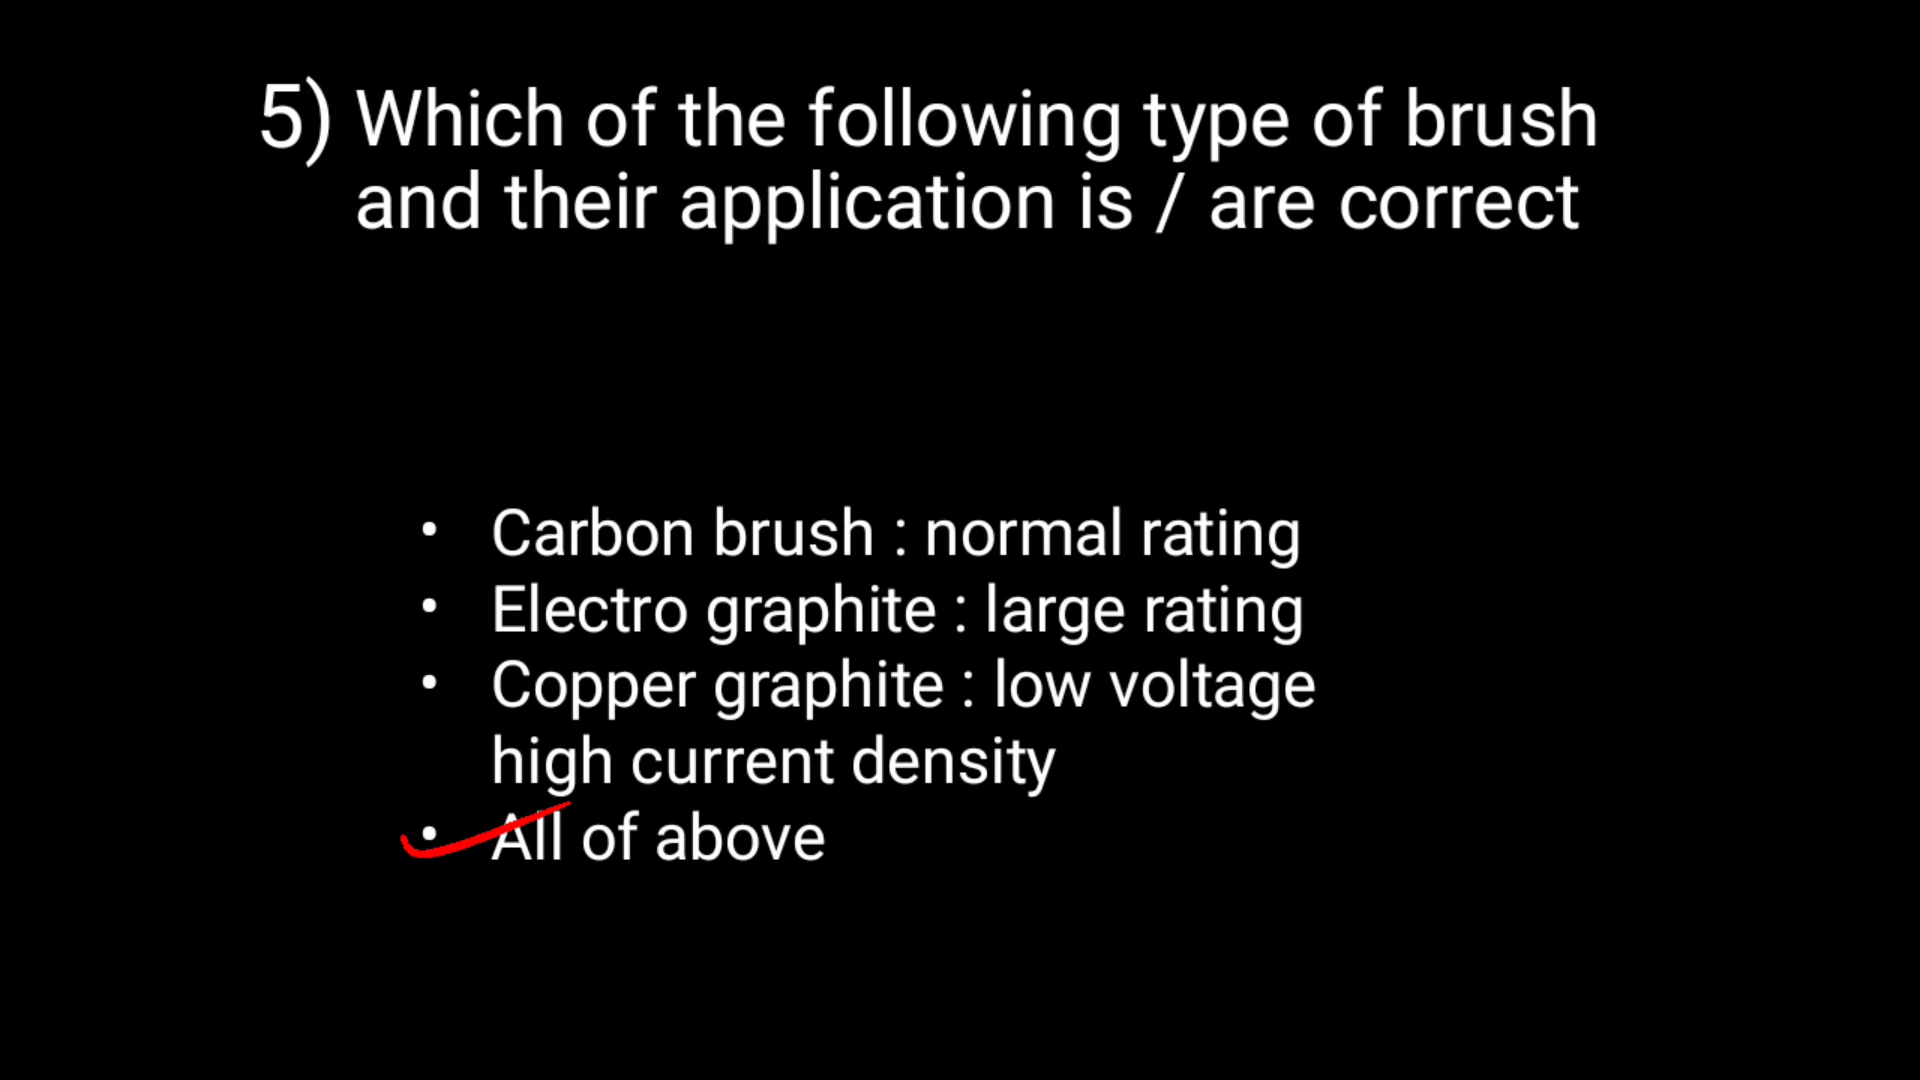 5) Which of the following type of brush
and their application is / are correct
• Carbon brush : normal rating
• Electro graphite : large rating
• Copper graphite : low voltage
high current density
• All of above